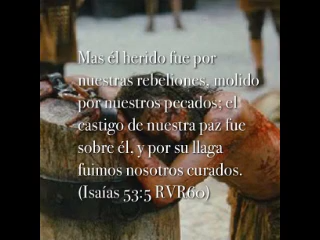 Mas él herido fue por
nuestras rebeliones, molido
por nuestros pecados; el
castigo de nuestra paz fue
sobre él, y por su llaga
fuimos nosotros curados.
(Isaías 53:5 RVR60)